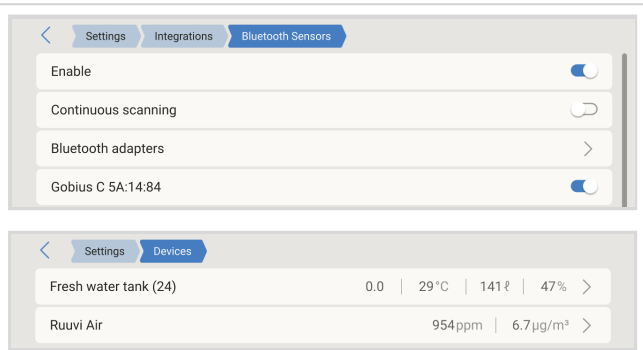 Settings Integrations Bluetooth Sensors
Enable
Continuous scanning
Bluetooth adapters
Gobius C 5A:14:84
Settings Devices
Fresh water tank (24) 0.0 29°C 141ℓ 47%
Ruuvi Air 954ppm 6.7µg/m³